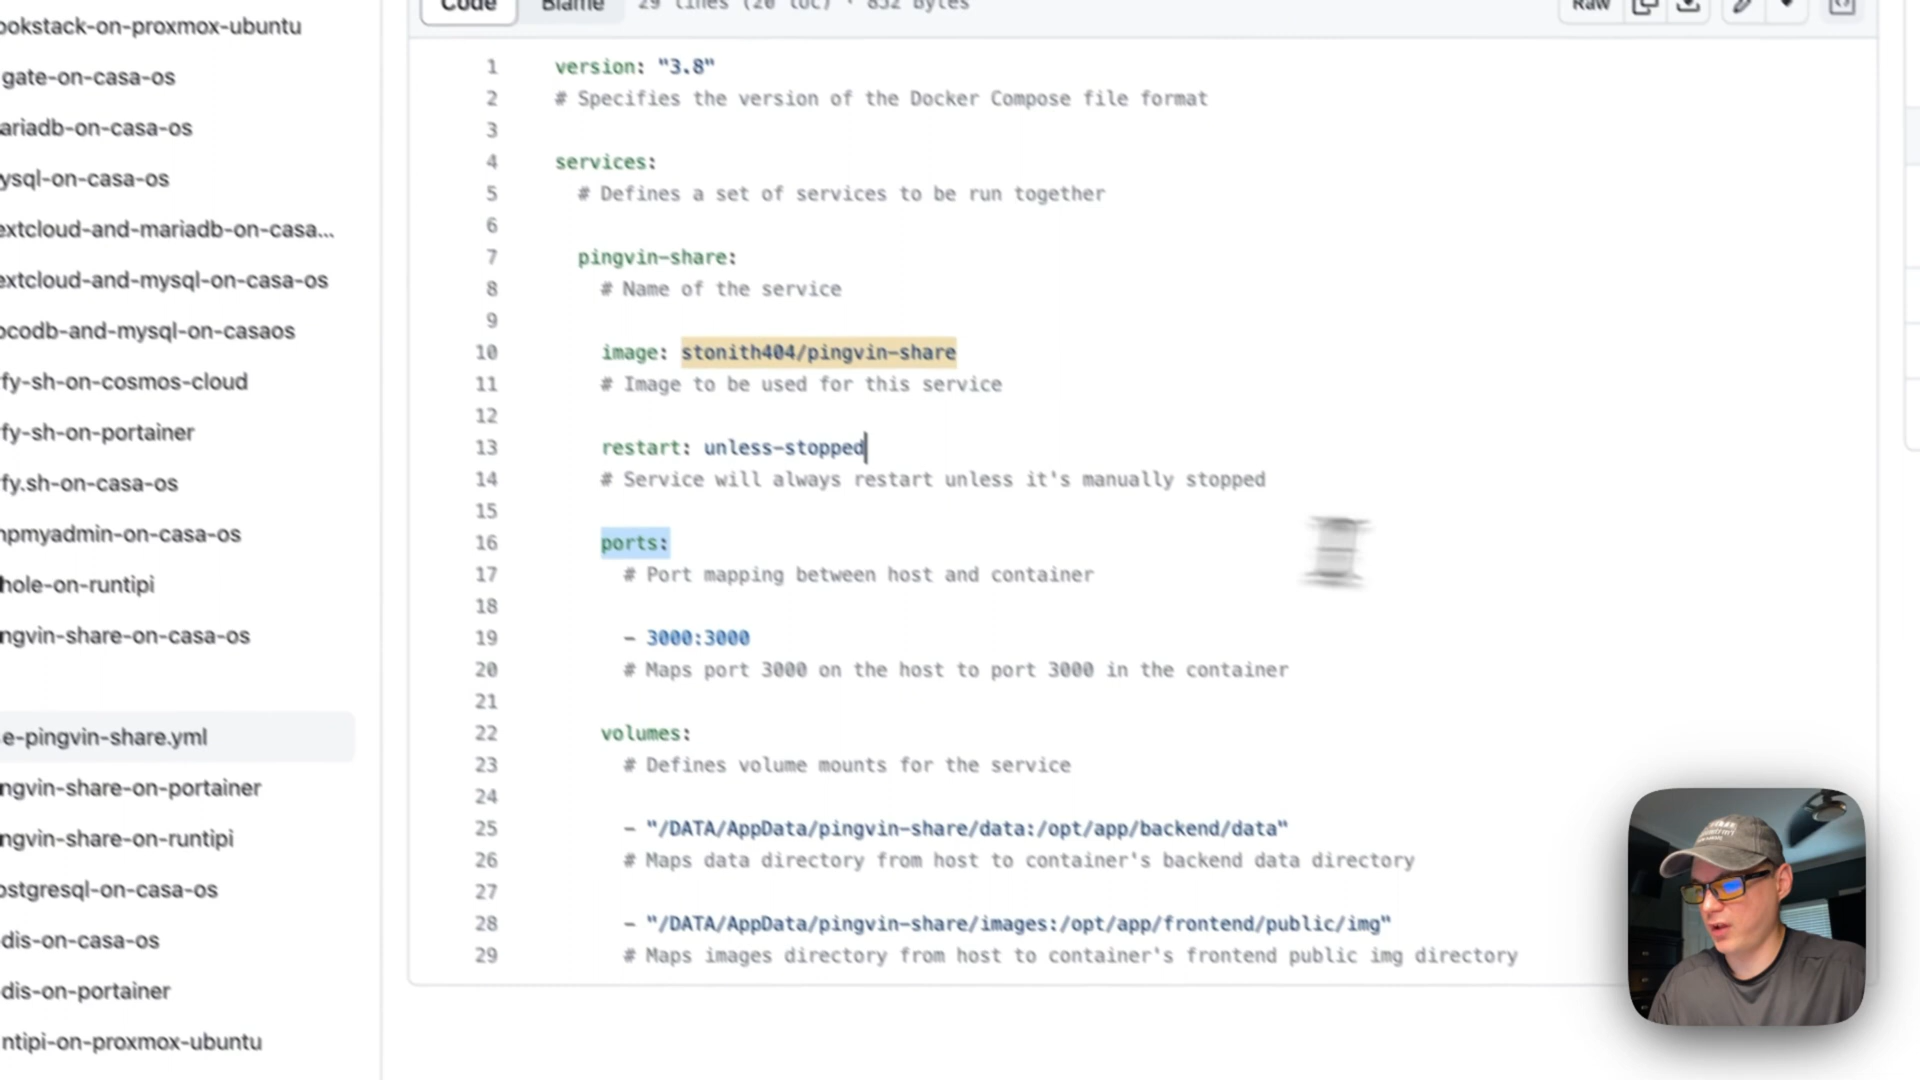 ookstack-on-proxmox-ubuntu
gate-on-casa-os
ariadb-on-casa-os
ysql-on-casa-os
extcloud-and-mariadb-on-casa...
extcloud-and-mysql-on-casa-os
ocodb-and-mysql-on-casaos
fy-sh-on-cosmos-cloud
fy-sh-on-portainer
fy.sh-on-casa-os
npmyadmin-on-casa-os
hole-on-runtipi
ngvin-share-on-casa-os
e-pingvin-share.yml
ngvin-share-on-portainer
ngvin-share-on-runtipi
ostgresql-on-casa-os
dis-on-casa-os
dis-on-portainer
ntipi-on-proxmox-ubuntu
Code Blame 29 lines (20 loc) · 832 bytes Raw
1 version: "3.8"
2 # Specifies the version of the Docker Compose file format
3
4 services:
5 # Defines a set of services to be run together
6
7 pingvin-share:
8 # Name of the service
9
10 image: stonith404/pingvin-share
11 # Image to be used for this service
12
13 restart: unless-stopped
14 # Service will always restart unless it's manually stopped
15
16 ports:
17 # Port mapping between host and container
18
19 - 3000:3000
20 # Maps port 3000 on the host to port 3000 in the container
21
22 volumes:
23 # Defines volume mounts for the service
24
25 - "/DATA/AppData/pingvin-share/data:/opt/app/backend/data"
26 # Maps data directory from host to container's backend data directory
27
28 - "/DATA/AppData/pingvin-share/images:/opt/app/frontend/public/img"
29 # Maps images directory from host to container's frontend public img directory